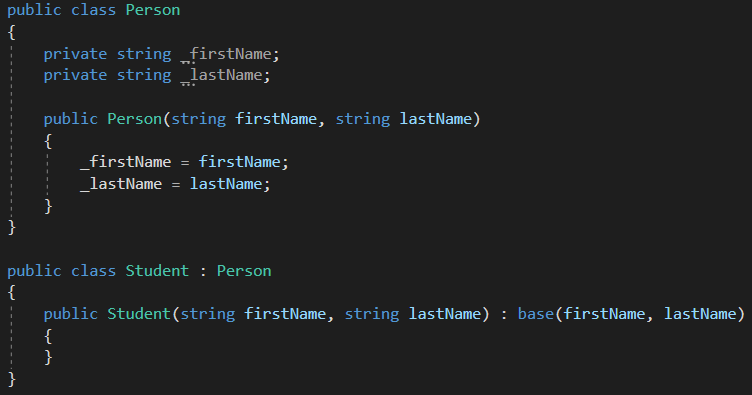 public class Person
{
    private string _firstName;
    private string _lastName;

    public Person(string firstName, string lastName)
    {
        _firstName = firstName;
        _lastName = lastName;
    }
}

public class Student : Person
{
    public Student(string firstName, string lastName) : base(firstName, lastName)
    {
    }
}